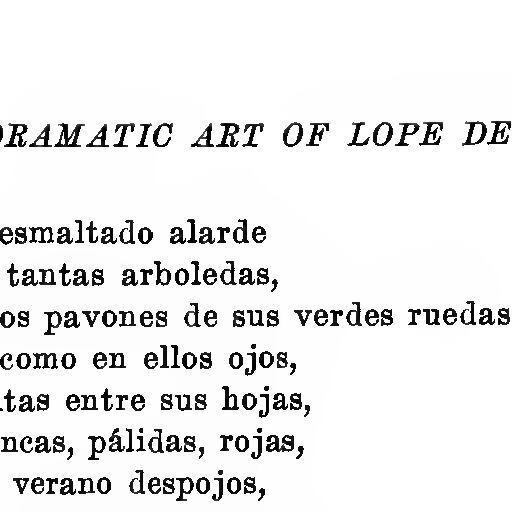 DRAMATIC ART OF LOPE DE
esmaltado alarde
tantas arboledas,
os pavones de sus verdes ruedas
como en ellos ojos,
tas entre sus hojas,
ncas, pálidas, rojas,
verano despojos,